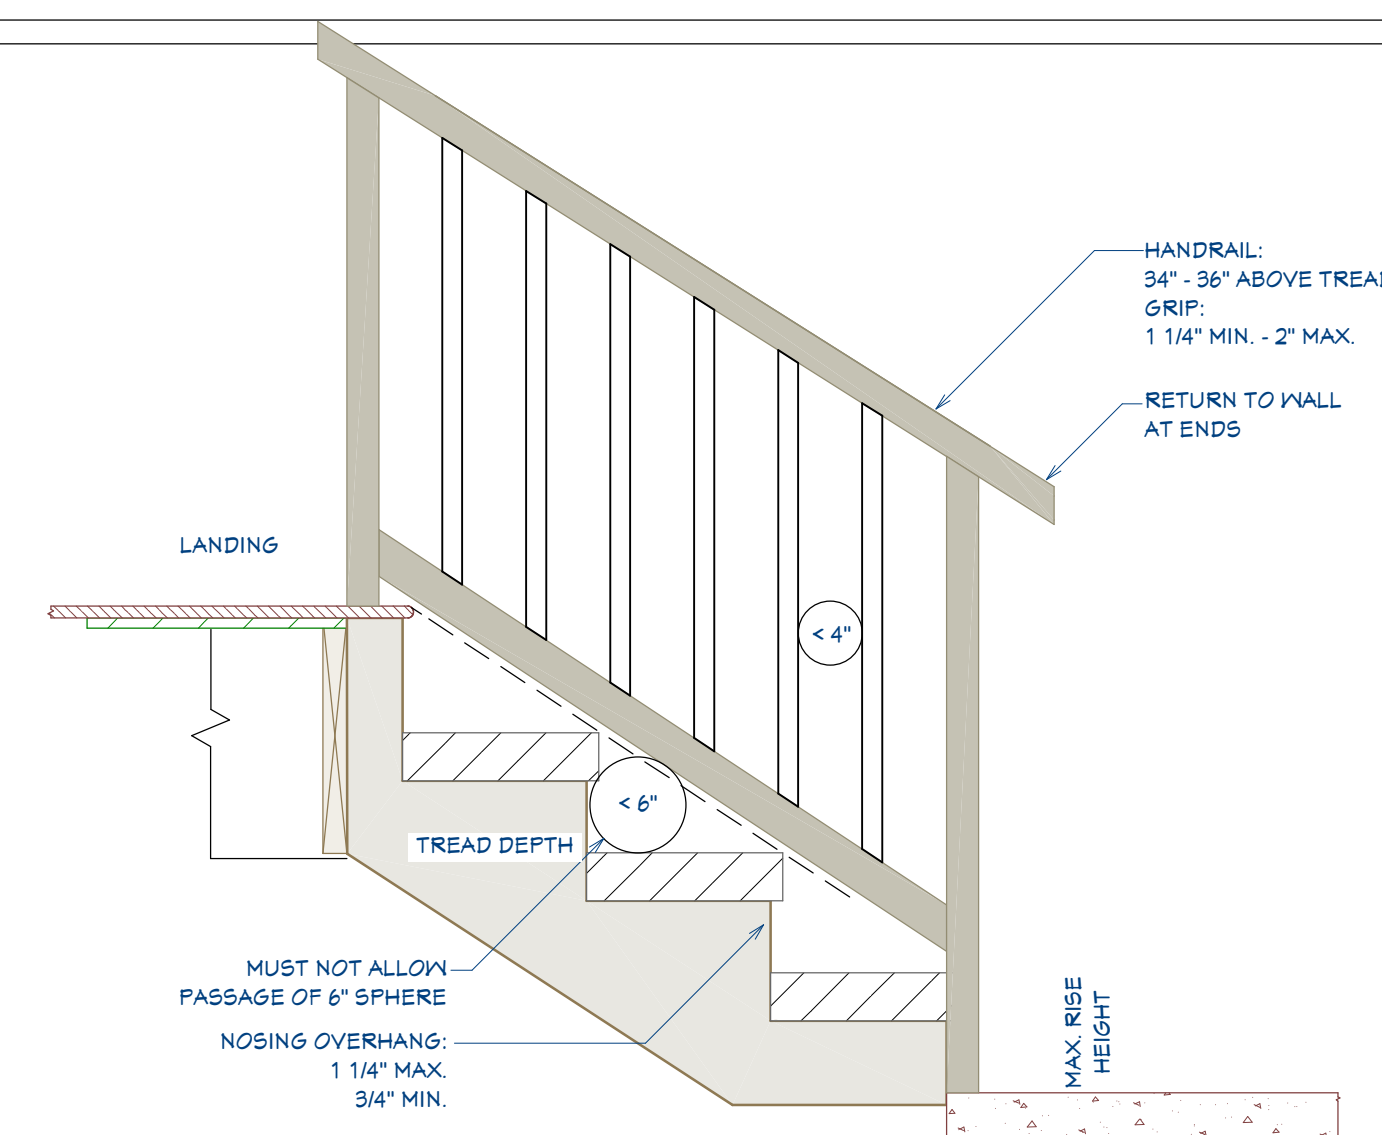 HANDRAIL:
34" - 36" ABOVE TREAD
GRIP:
1 1/4" MIN. - 2" MAX.
RETURN TO WALL
AT ENDS
LANDING
< 4"
< 6"
TREAD DEPTH
MUST NOT ALLOW
PASSAGE OF 6" SPHERE
NOSING OVERHANG:
1 1/4" MAX.
3/4" MIN.
MAX. RISE
HEIGHT